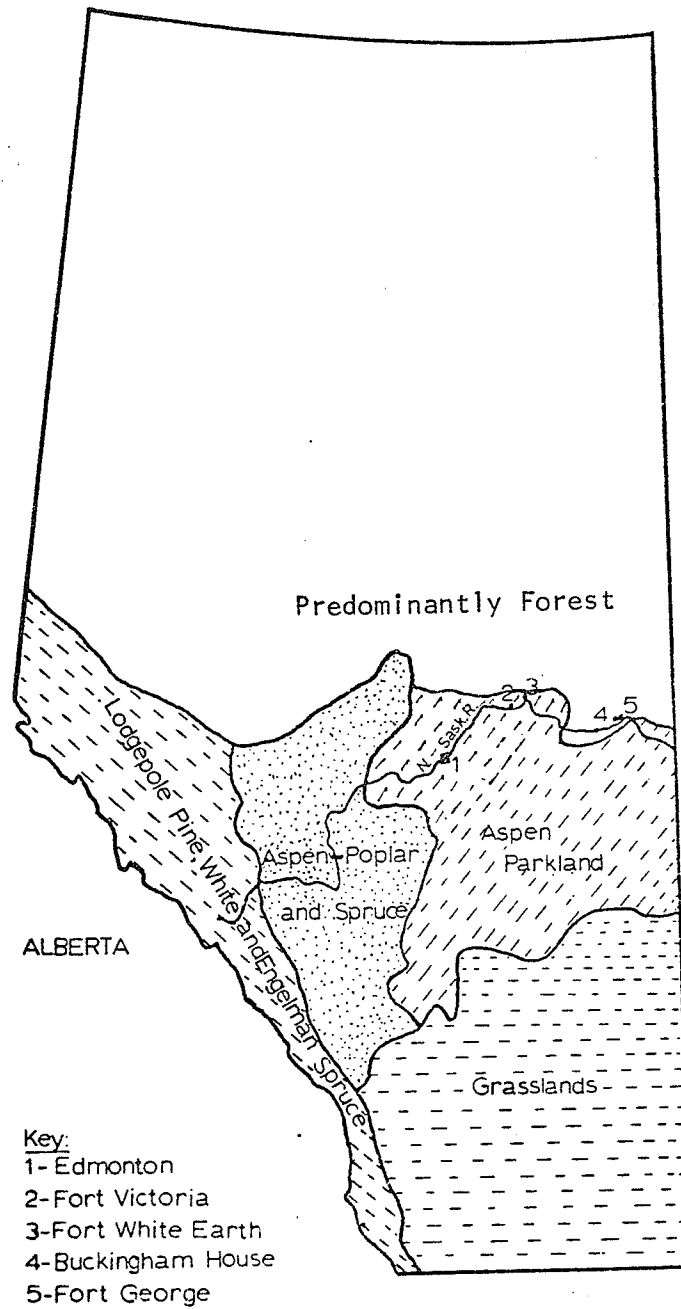 Predominantly Forest
2 3
4 5
N. Sask. R.
1
Lodgepole Pine, White and Engelman Spruce
Aspen-Poplar
and Spruce
Aspen
Parkland
ALBERTA
Grasslands
Key:
1- Edmonton
2-Fort Victoria
3-Fort White Earth
4-Buckingham House
5-Fort George